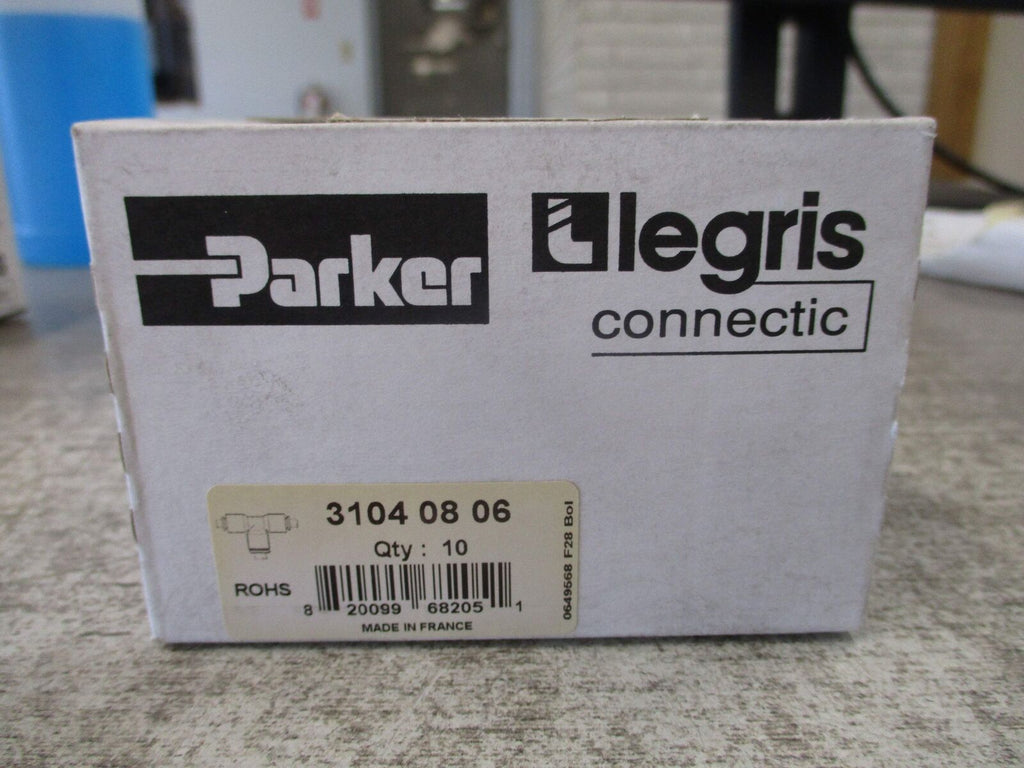 Parker
legris
connectic
3104 08 06
Qty : 10
ROHS
8 20099 68205 1
MADE IN FRANCE
0649568 F28 Bol